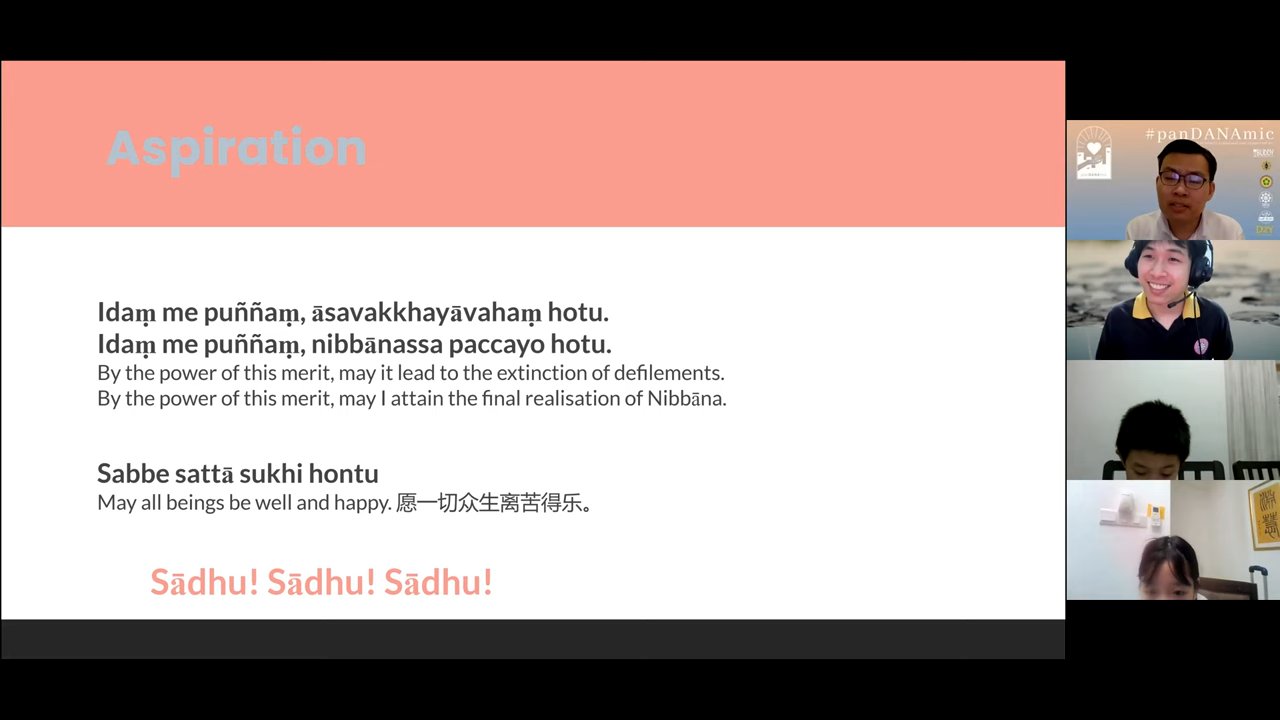 Aspiration
Idaṃ me puññaṃ, āsavakkhayāvahaṃ hotu.
Idaṃ me puññaṃ, nibbānassa paccayo hotu.
By the power of this merit, may it lead to the extinction of defilements.
By the power of this merit, may I attain the final realisation of Nibbāna.
Sabbe sattā sukhi hontu
May all beings be well and happy. 愿一切众生离苦得乐。
Sādhu! Sādhu! Sādhu!
#panDANAmic